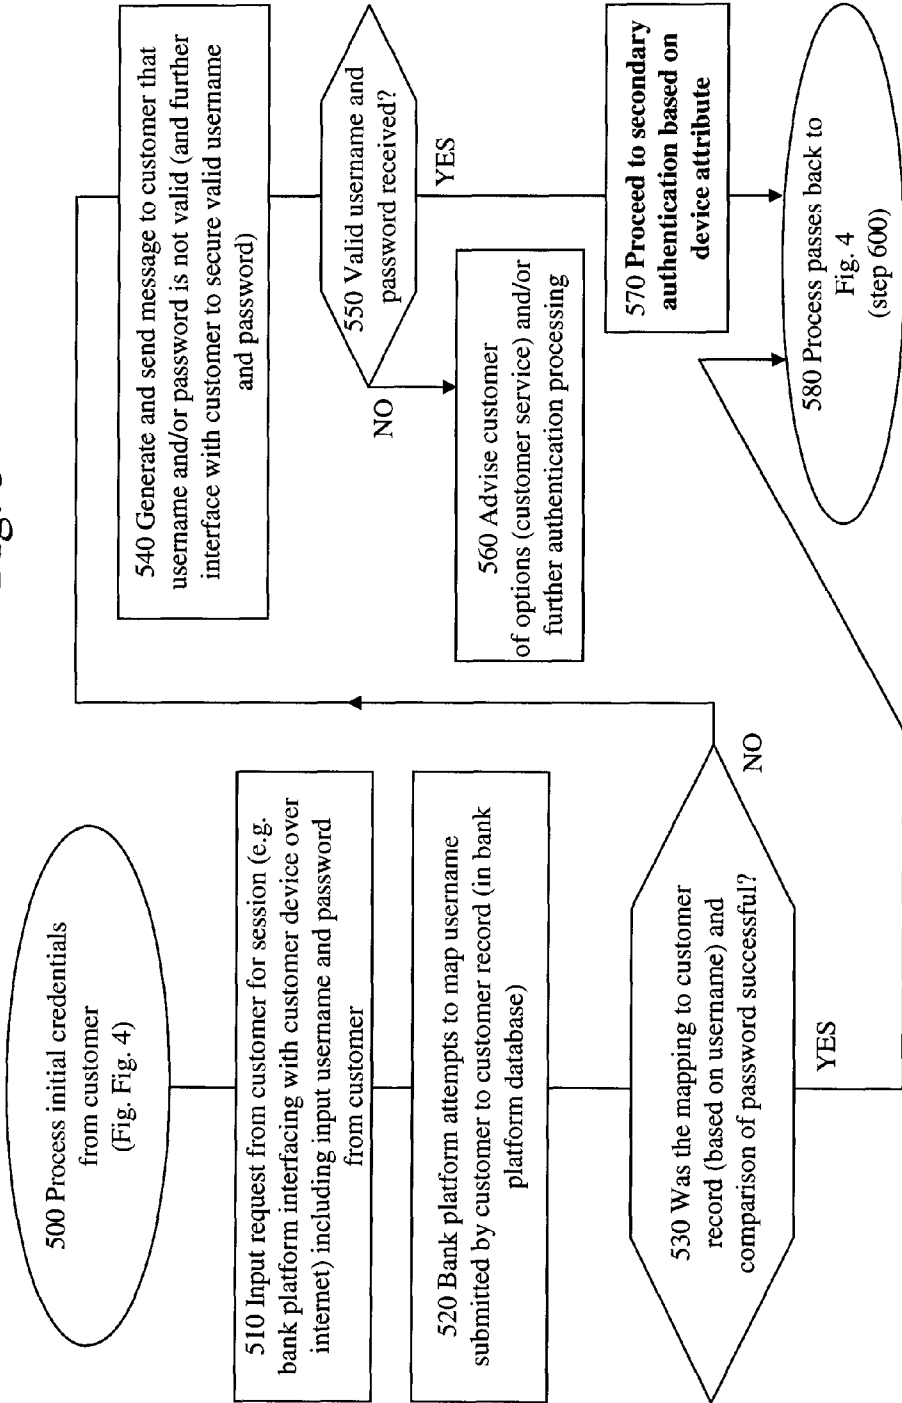 500 Process initial credentials
from customer
(Fig. Fig. 4)
510 Input request from customer for session (e.g.
bank platform interfacing with customer device over
internet) including input username and password
from customer
520 Bank platform attempts to map username
submitted by customer to customer record (in bank
platform database)
530 Was the mapping to customer
record (based on username) and
comparison of password successful?
NO
YES
540 Generate and send message to customer that
username and/or password is not valid (and further
interface with customer to secure valid username
and password)
550 Valid username and
password received?
NO
YES
560 Advise customer
of options (customer service) and/or
further authentication processing
570 Proceed to secondary
authentication based on
device attribute
580 Process passes back to
Fig. 4
(step 600)